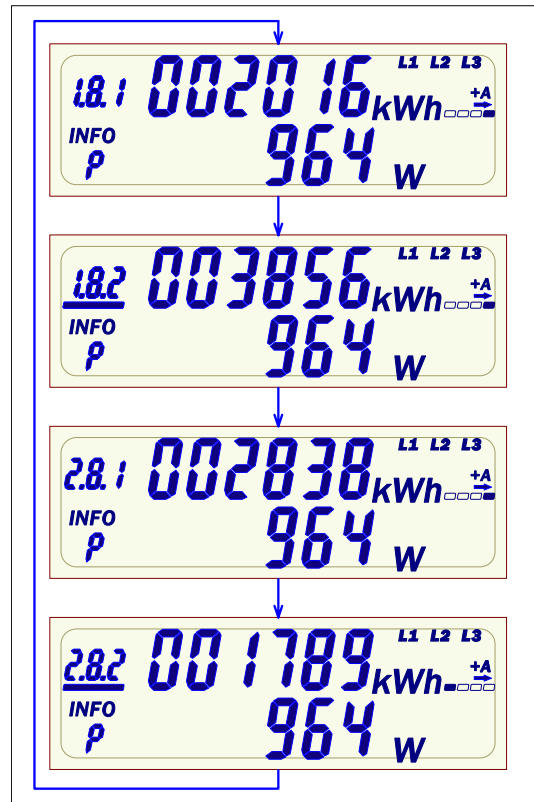 L1 L2 L3
1.8.1 002016 kWh +A
INFO
P 964 W
L1 L2 L3
1.8.2 003856 kWh +A
INFO
P 964 W
L1 L2 L3
2.8.1 002838 kWh +A
INFO
P 964 W
L1 L2 L3
2.8.2 001789 kWh +A
INFO
P 964 W